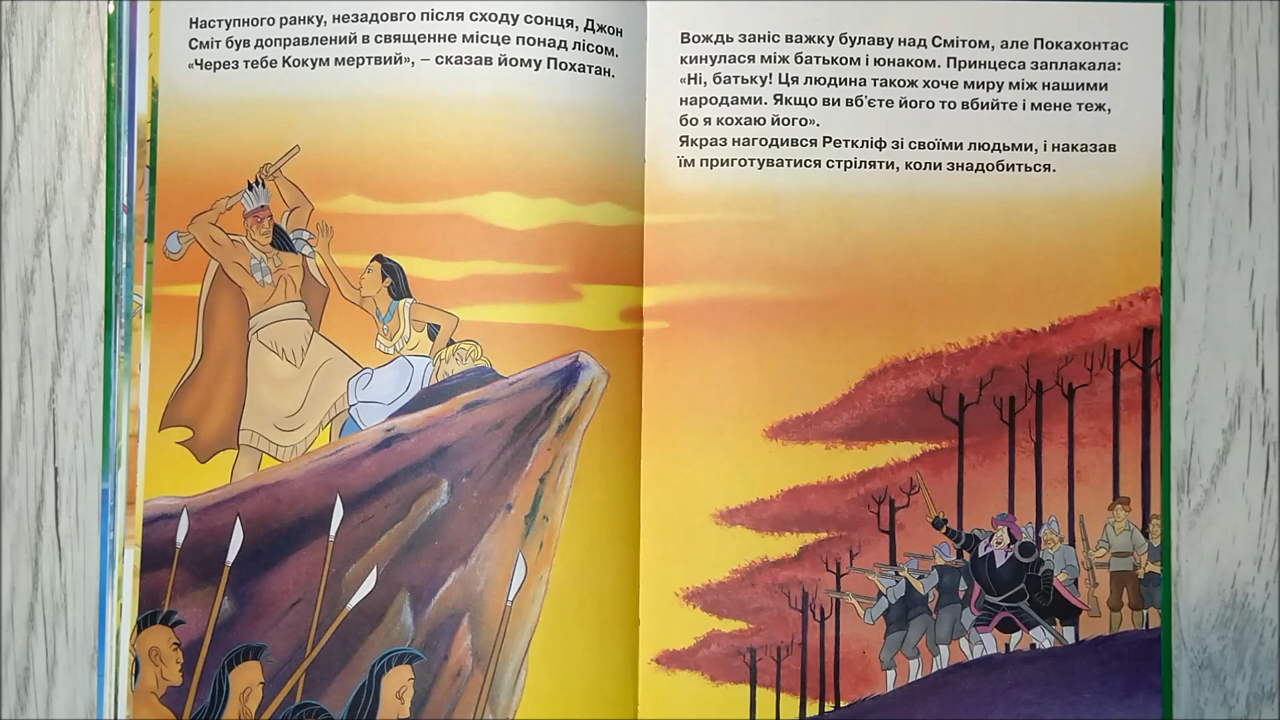 Наступного ранку, незадовго після сходу сонця, Джон
Сміт був доправлений в священне місце понад лісом.
«Через тебе Кокум мертвий», – сказав йому Похатан.
Вождь заніс важку булаву над Смітом, але Покахонтас
кинулася між батьком і юнаком. Принцеса заплакала:
«Ні, батьку! Ця людина також хоче миру між нашими
народами. Якщо ви вб'єте його то вбийте і мене теж,
бо я кохаю його».
Якраз нагодився Реткліф зі своїми людьми, і наказав
їм приготуватися стріляти, коли знадобиться.